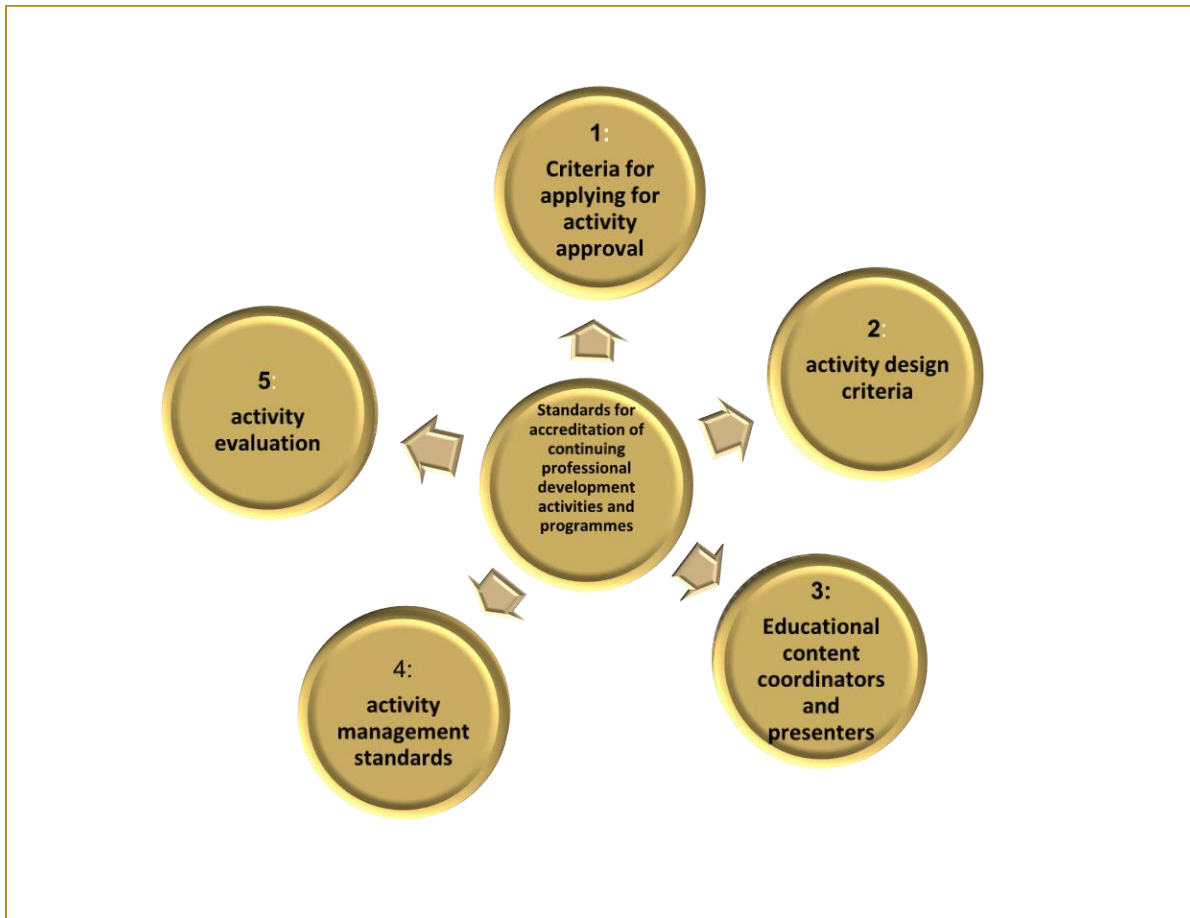 1:
Criteria for
applying for
activity
approval
2:
activity design
criteria
3:
Educational
content
coordinators
and
presenters
4:
activity
management
standards
5:
activity
evaluation
Standards for
accreditation of
continuing
professional
development
activities and
programmes